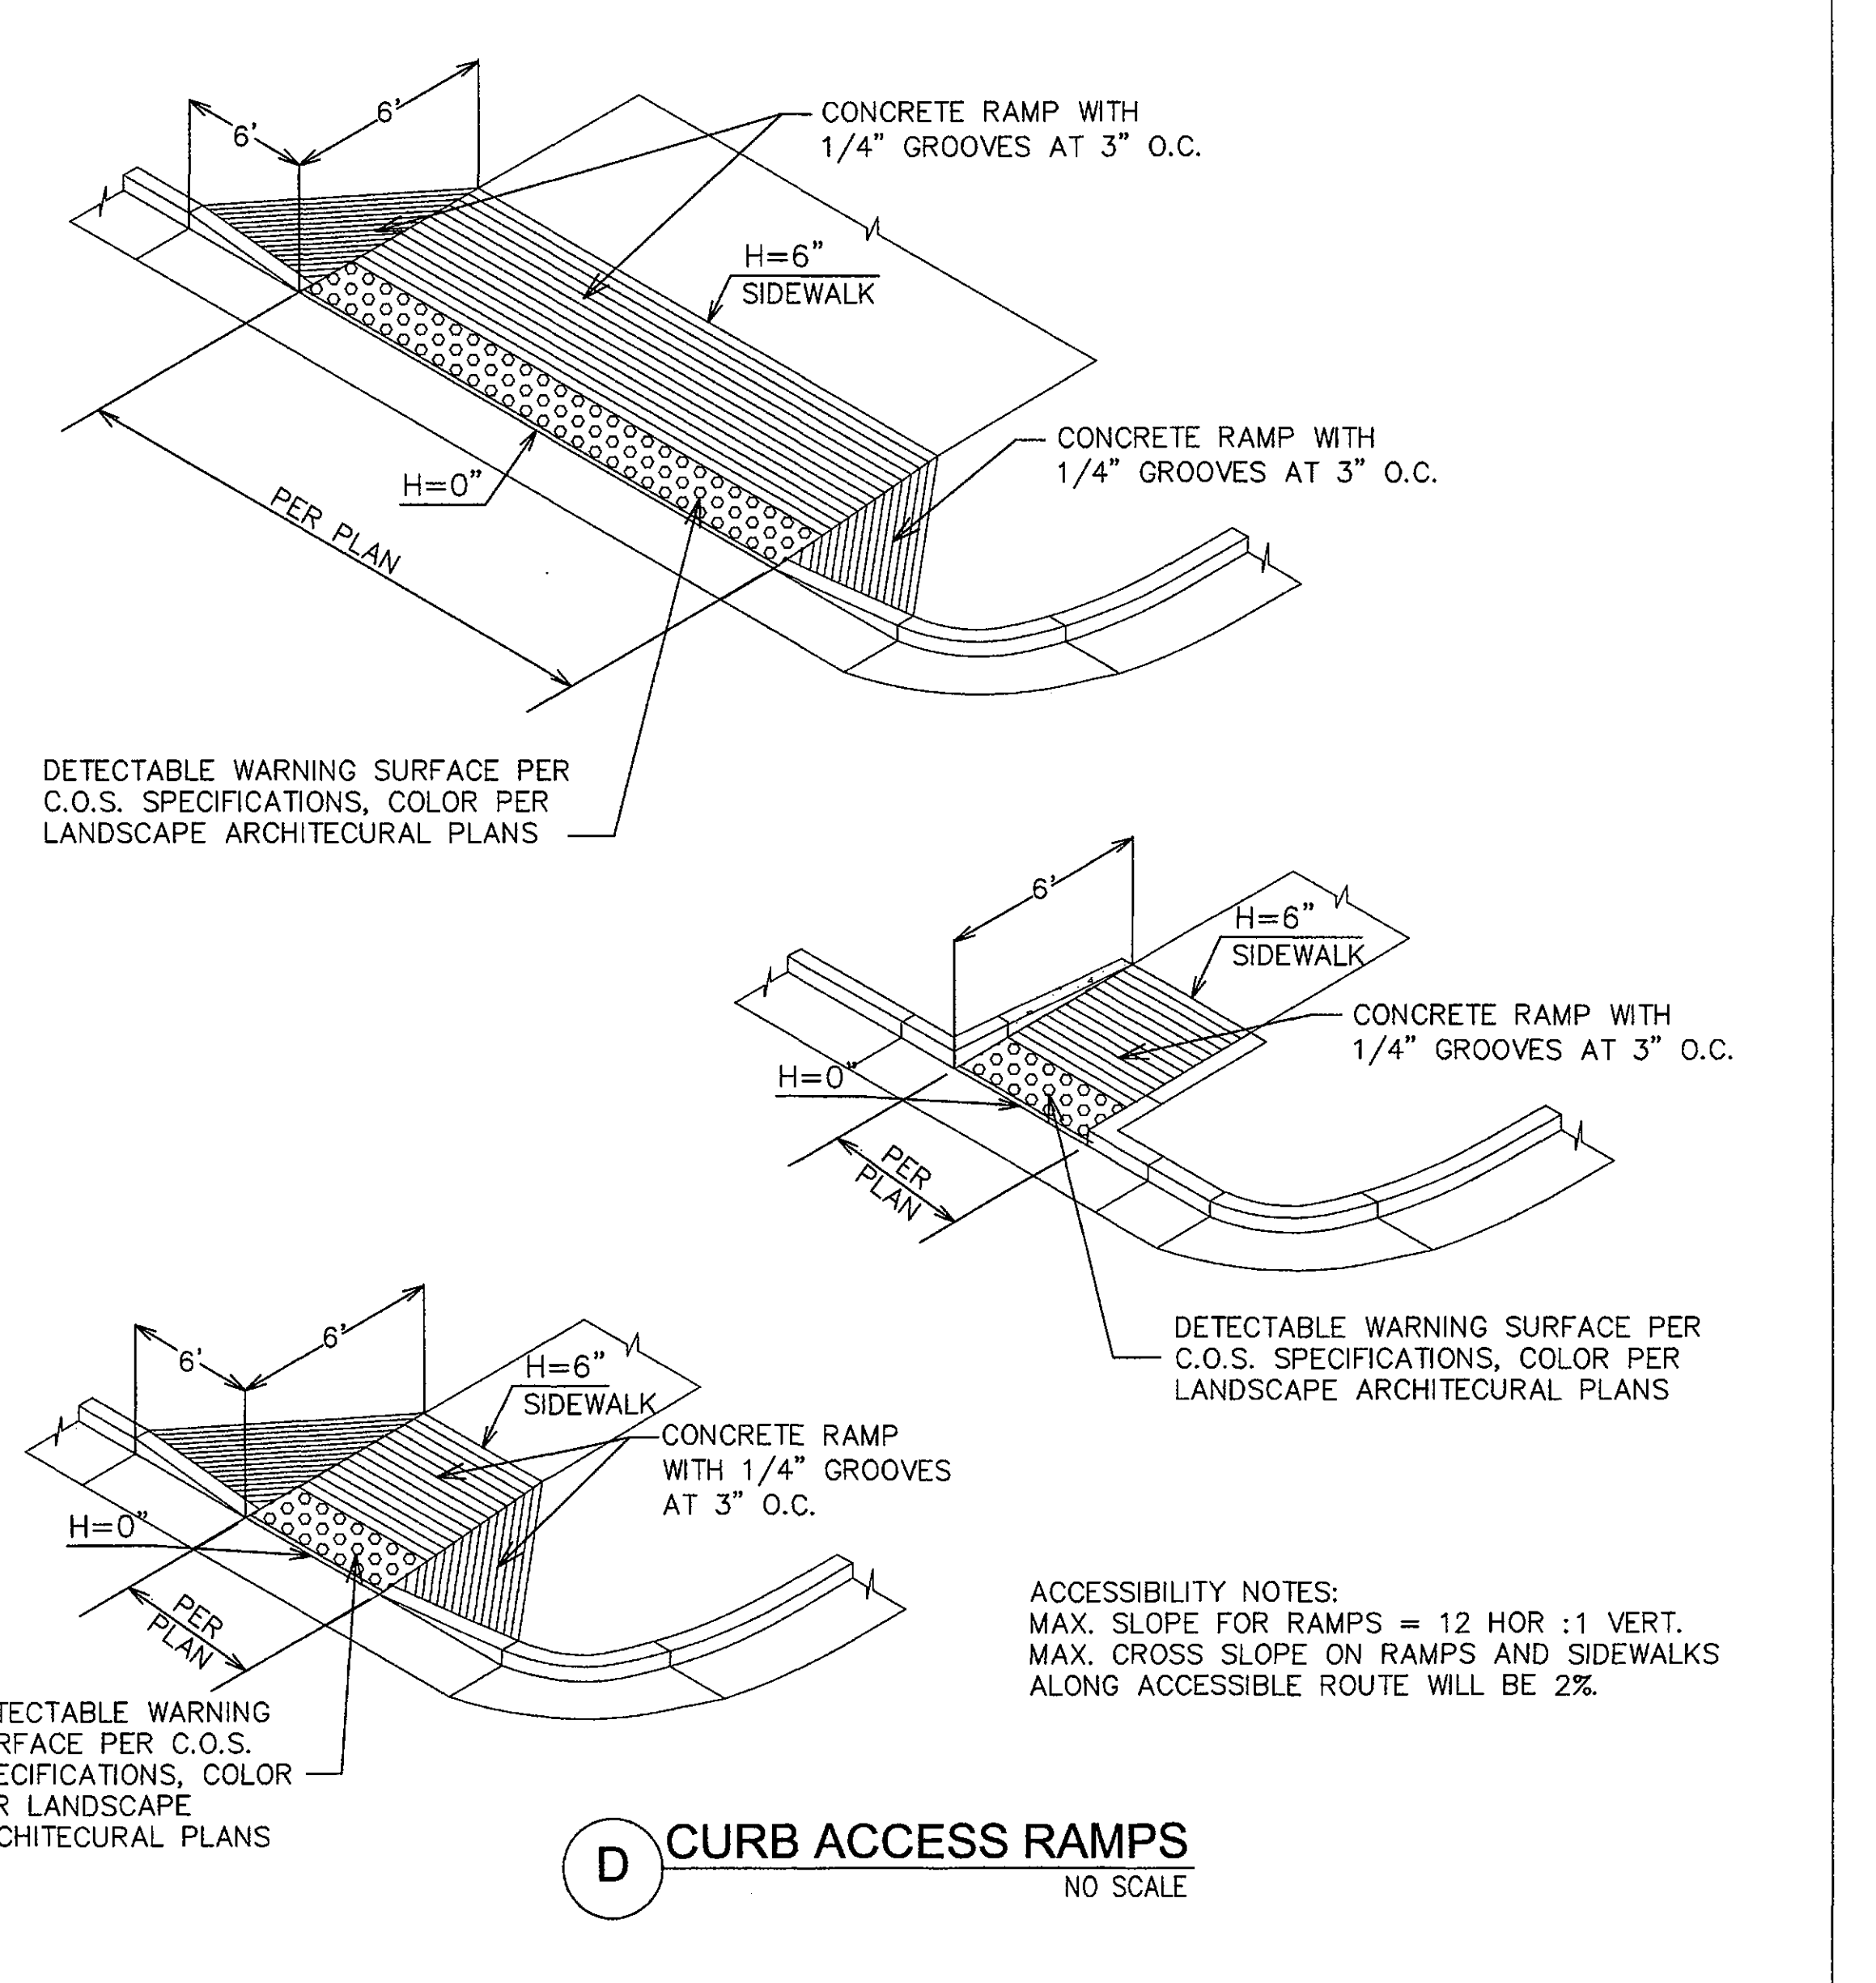 6'
6'
CONCRETE RAMP WITH
1/4" GROOVES AT 3" O.C.
H=6"
SIDEWALK
CONCRETE RAMP WITH
1/4" GROOVES AT 3" O.C.
H=0"
PER PLAN
DETECTABLE WARNING SURFACE PER
C.O.S. SPECIFICATIONS, COLOR PER
LANDSCAPE ARCHITECURAL PLANS
6'
H=6"
SIDEWALK
CONCRETE RAMP WITH
1/4" GROOVES AT 3" O.C.
H=0"
PER
PLAN
DETECTABLE WARNING SURFACE PER
C.O.S. SPECIFICATIONS, COLOR PER
LANDSCAPE ARCHITECURAL PLANS
6'
6'
H=6"
SIDEWALK
CONCRETE RAMP
WITH 1/4" GROOVES
AT 3" O.C.
H=0"
PER
PLAN
TECTABLE WARNING
RFACE PER C.O.S.
ECIFICATIONS, COLOR
R LANDSCAPE
CHITECURAL PLANS
ACCESSIBILITY NOTES:
MAX. SLOPE FOR RAMPS = 12 HOR :1 VERT.
MAX. CROSS SLOPE ON RAMPS AND SIDEWALKS
ALONG ACCESSIBLE ROUTE WILL BE 2%.
D CURB ACCESS RAMPS
NO SCALE